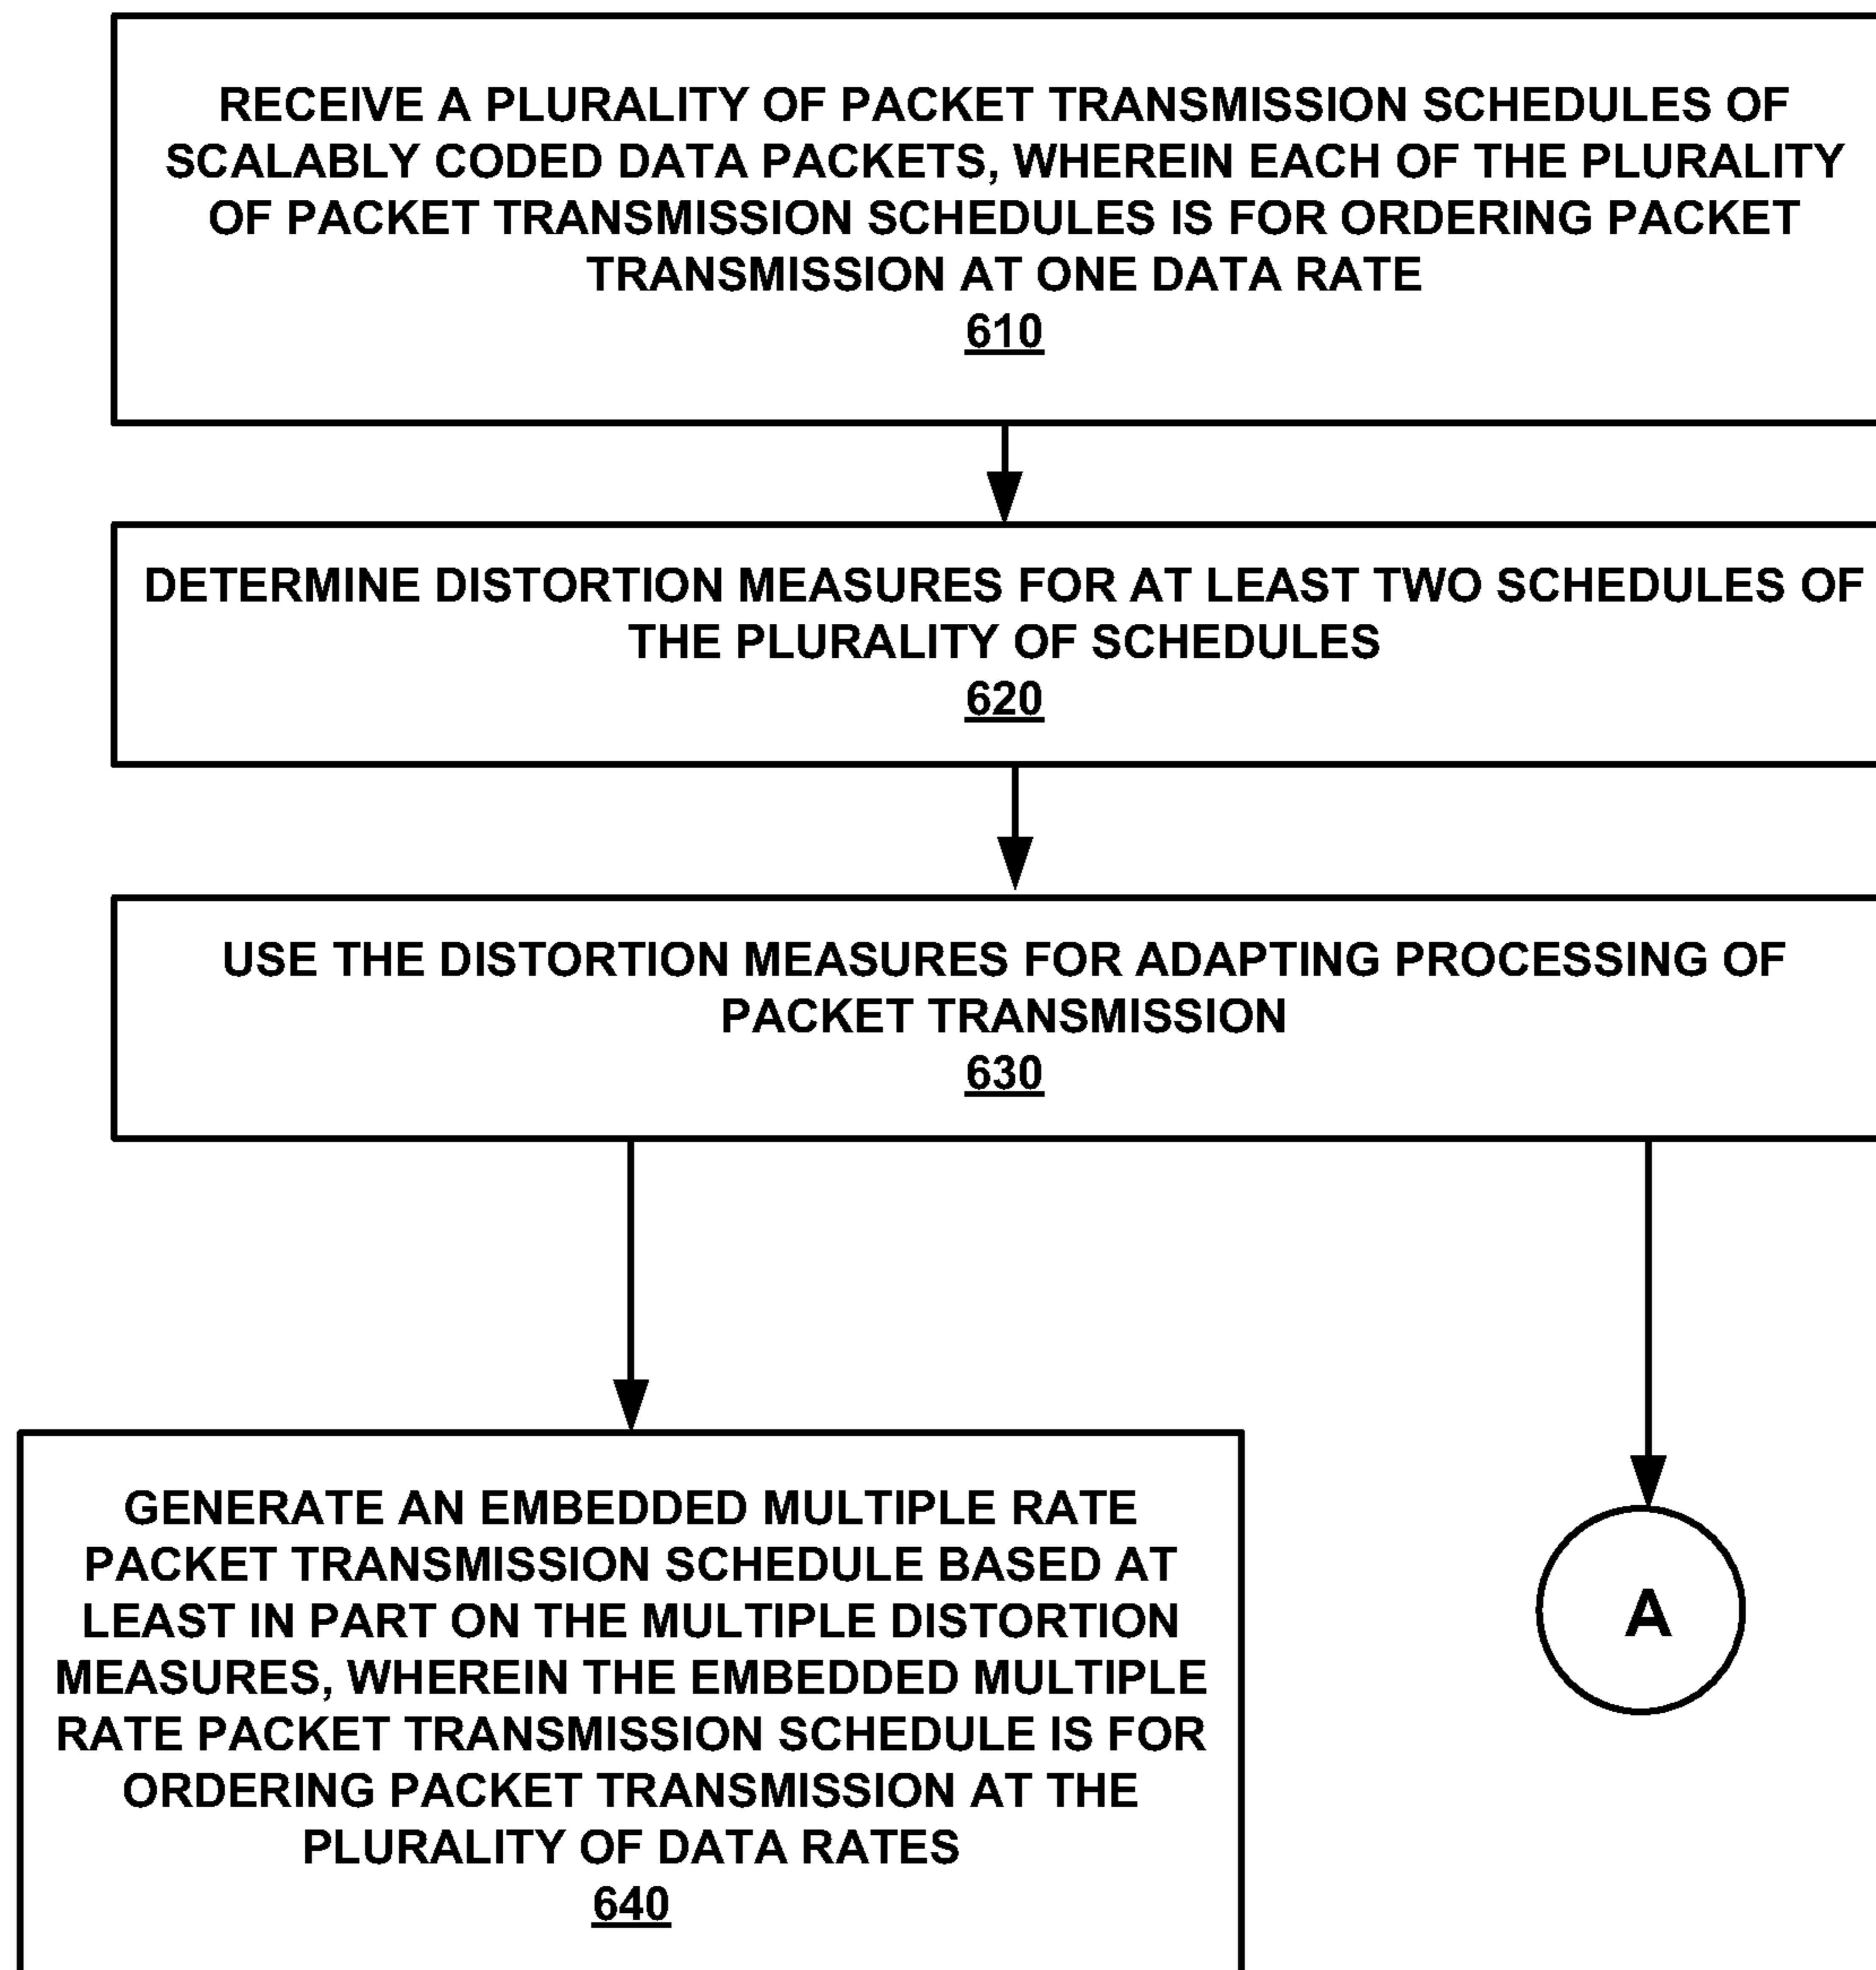 RECEIVE A PLURALITY OF PACKET TRANSMISSION SCHEDULES OF
SCALABLY CODED DATA PACKETS, WHEREIN EACH OF THE PLURALITY
OF PACKET TRANSMISSION SCHEDULES IS FOR ORDERING PACKET
TRANSMISSION AT ONE DATA RATE
610
DETERMINE DISTORTION MEASURES FOR AT LEAST TWO SCHEDULES OF
THE PLURALITY OF SCHEDULES
620
USE THE DISTORTION MEASURES FOR ADAPTING PROCESSING OF
PACKET TRANSMISSION
630
GENERATE AN EMBEDDED MULTIPLE RATE
PACKET TRANSMISSION SCHEDULE BASED AT
LEAST IN PART ON THE MULTIPLE DISTORTION
MEASURES, WHEREIN THE EMBEDDED MULTIPLE
RATE PACKET TRANSMISSION SCHEDULE IS FOR
ORDERING PACKET TRANSMISSION AT THE
PLURALITY OF DATA RATES
640
A